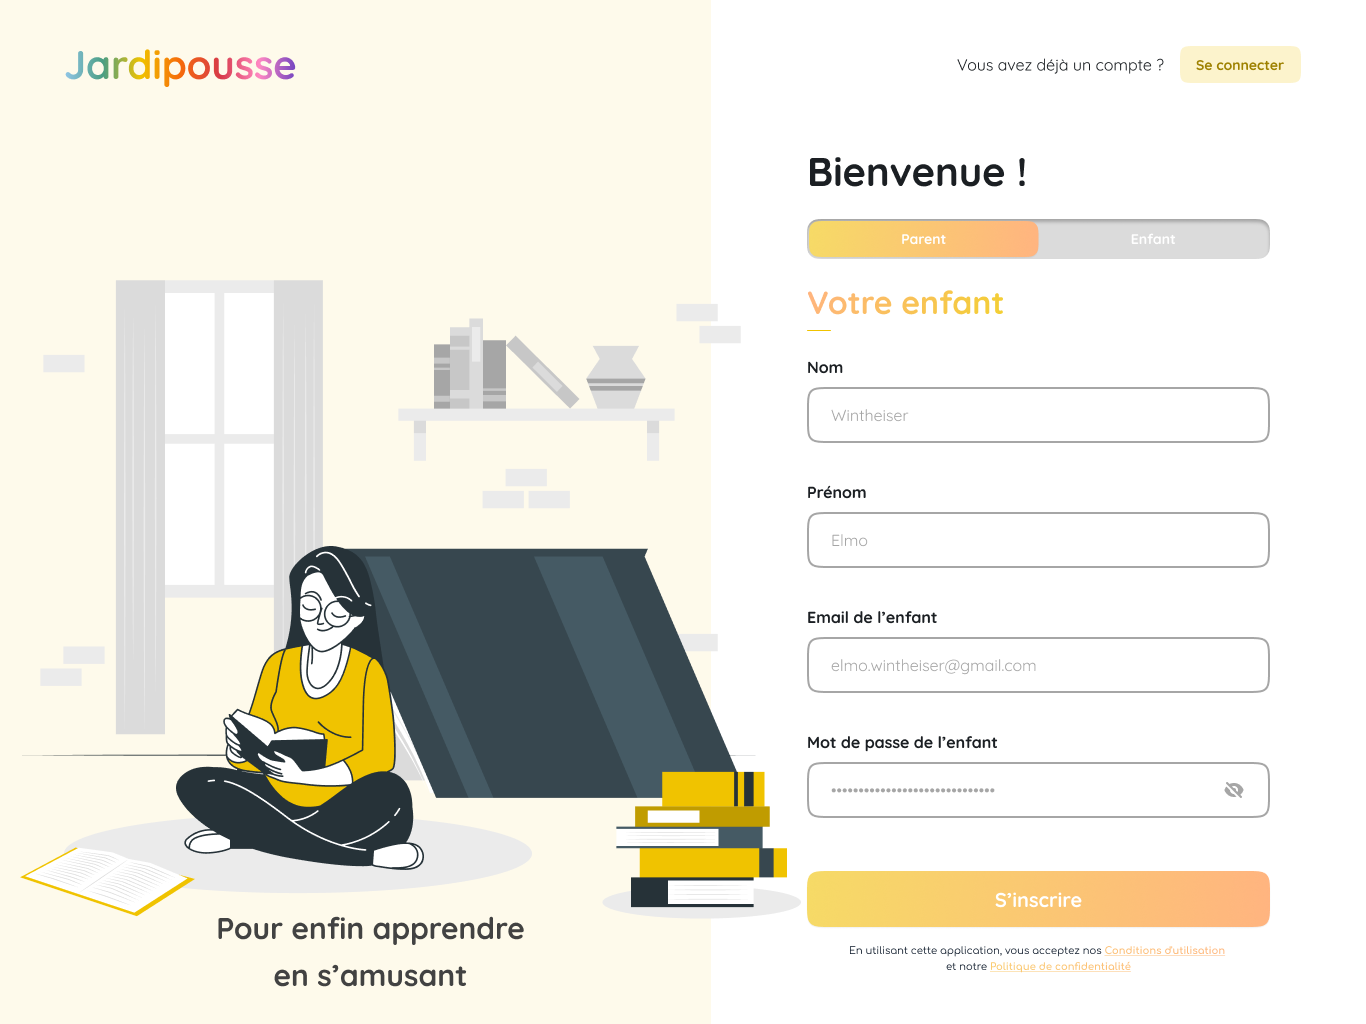 Jardipousse
Vous avez déjà un compte ?
Se connecter
Bienvenue !
Parent
Enfant
Votre enfant
Nom
Wintheiser
Prénom
Elmo
Email de l’enfant
elmo.wintheiser@gmail.com
Mot de passe de l’enfant
S’inscrire
En utilisant cette application, vous acceptez nos Conditions d'utilisation
et notre Politique de confidentialité
Pour enfin apprendre
en s’amusant